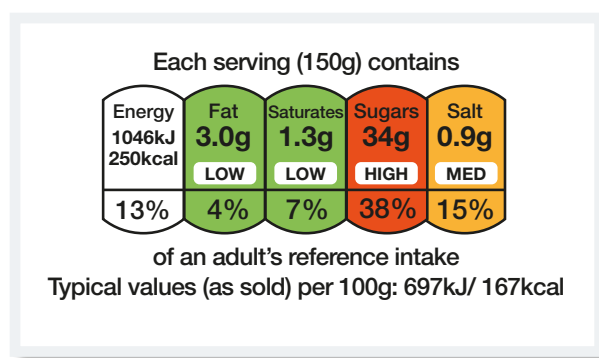 Each serving (150g) contains
Energy Fat Saturates Sugars Salt
1046kJ 3.0g 1.3g 34g 0.9g
250kcal
LOW LOW HIGH MED
13% 4% 7% 38% 15%
of an adult's reference intake
Typical values (as sold) per 100g: 697kJ/ 167kcal